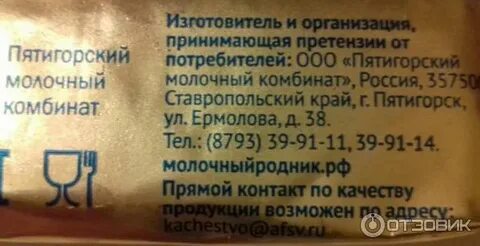 Пятигорский
молочный
комбинат
Изготовитель и организация,
принимающая претензии от
потребителей: ООО «Пятигорский
молочный комбинат», Россия, 357500
Ставропольский край, г. Пятигорск,
ул. Ермолова, д. 38.
Тел.: (8793) 39-91-11, 39-91-14.
молочныйродник.рф
Прямой контакт по качеству
продукции возможен по адресу:
kachestvo@afsv.ru
ОТЗОВИК